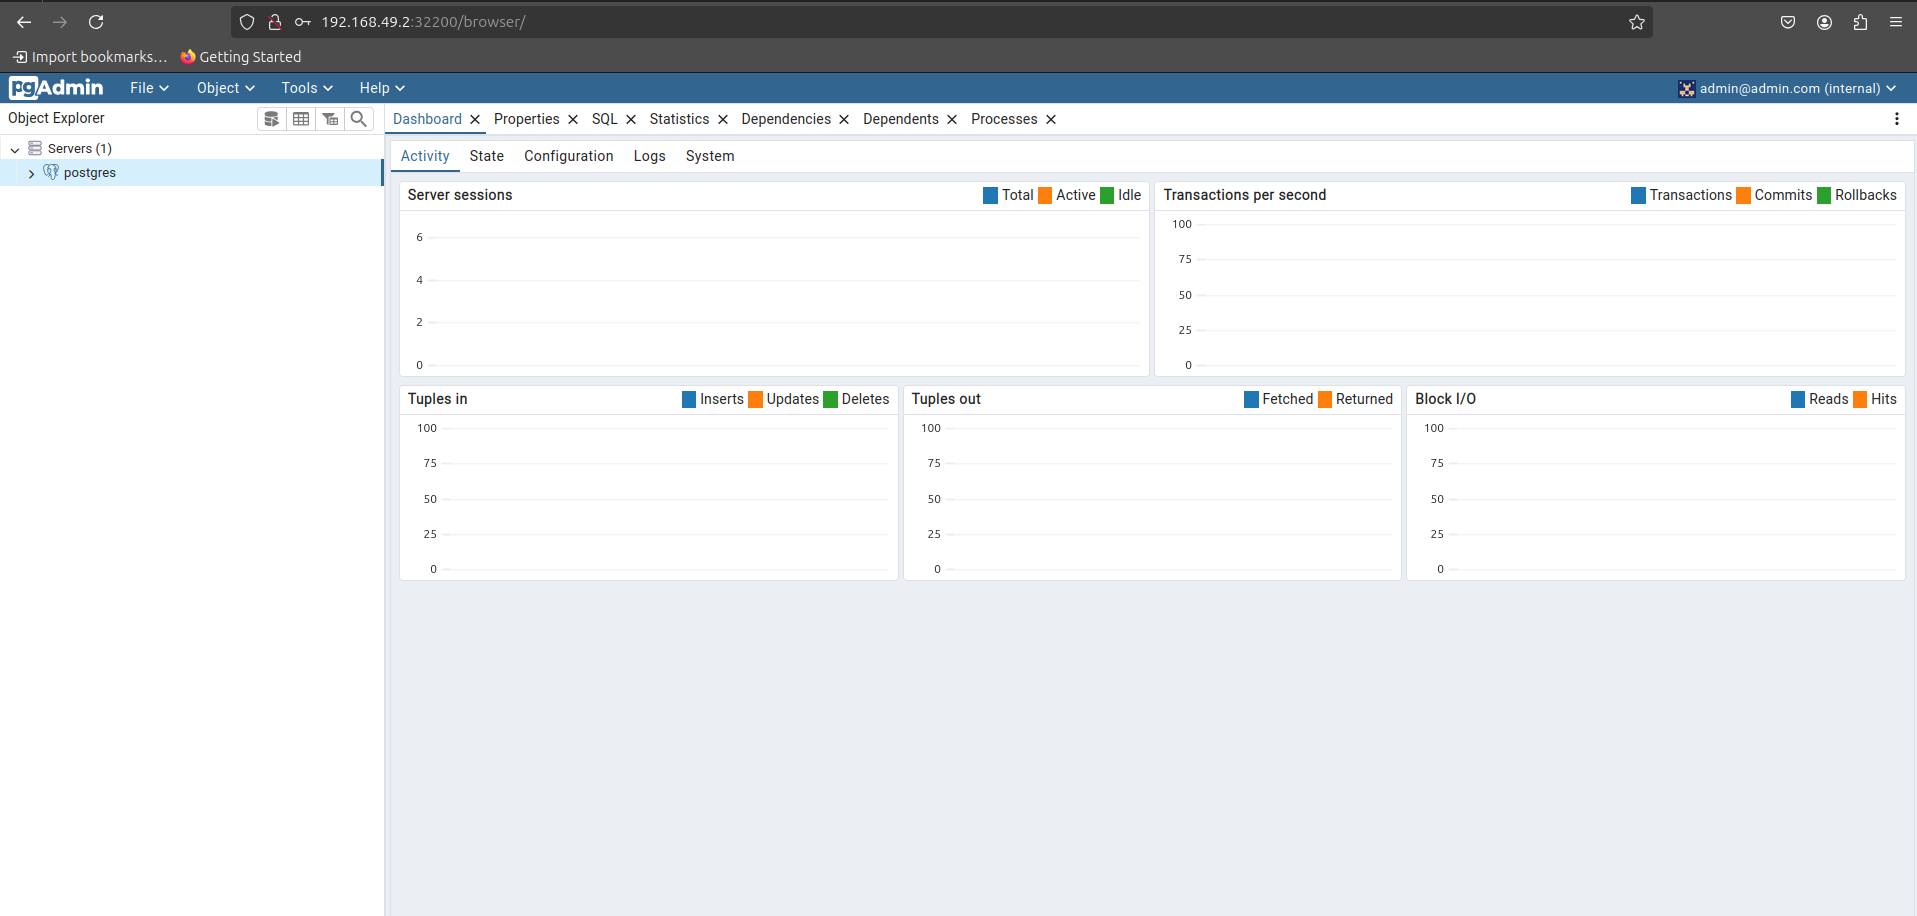 192.168.49.2:32200/browser/
Import bookmarks... Getting Started
pgAdmin File Object Tools Help admin@admin.com (internal)
Object Explorer
Servers (1)
postgres
Dashboard Properties SQL Statistics Dependencies Dependents Processes
Activity State Configuration Logs System
Server sessions Total Active Idle
6
4
2
0
Transactions per second Transactions Commits Rollbacks
100
75
50
25
0
Tuples in Inserts Updates Deletes
100
75
50
25
0
Tuples out Fetched Returned
100
75
50
25
0
Block I/O Reads Hits
100
75
50
25
0